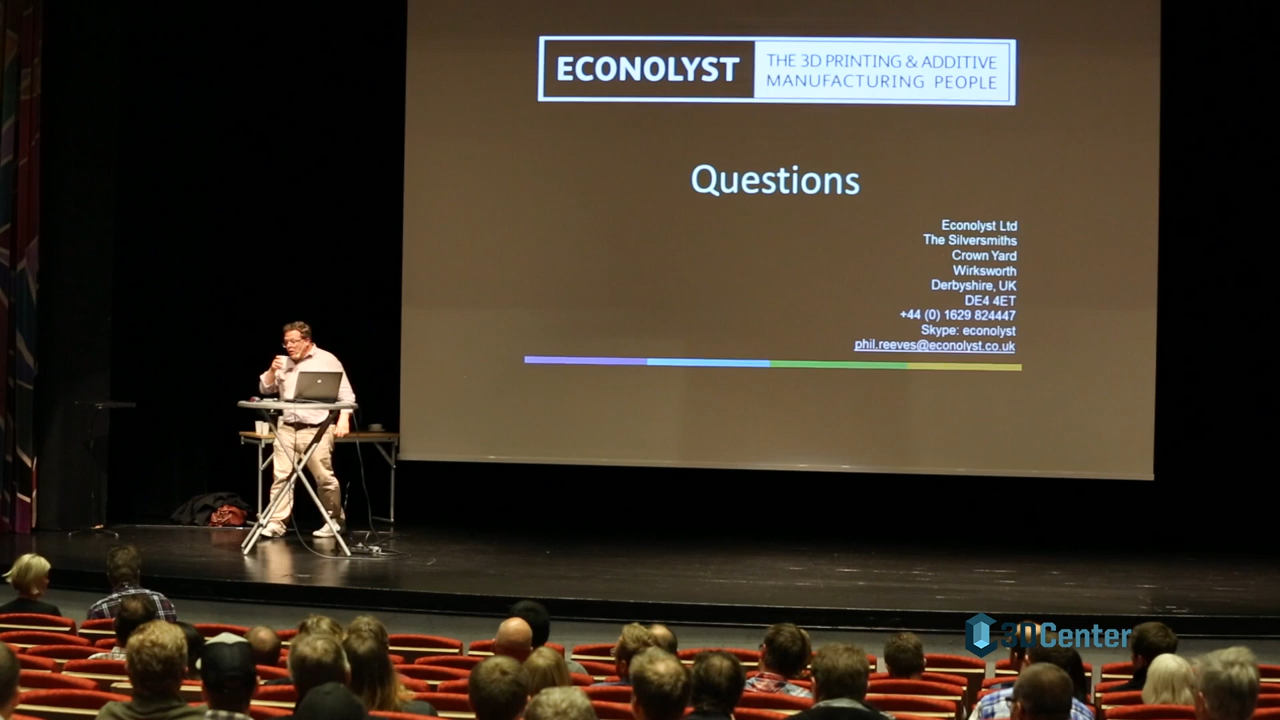 ECONOLYST
THE 3D PRINTING & ADDITIVE
MANUFACTURING PEOPLE
Questions
Econolyst Ltd
The Silversmiths
Crown Yard
Wirksworth
Derbyshire, UK
DE4 4ET
+44 (0) 1629 824447
Skype: econolyst
phil.reeves@econolyst.co.uk
3DCenter